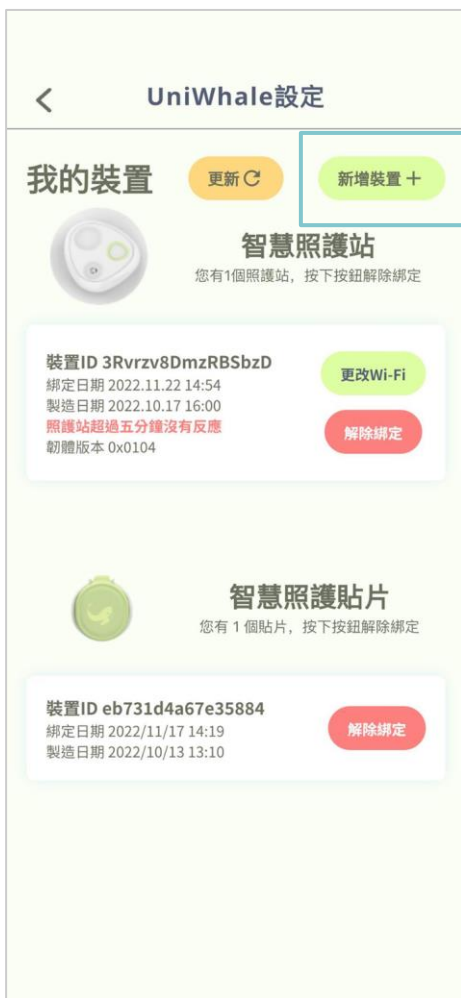 UniWhale設定
我的裝置
更新
新增裝置＋
智慧照護站
您有1個照護站，按下按鈕解除綁定
裝置ID 3Rvrzv8DmzRBSbzD
綁定日期 2022.11.22 14:54
製造日期 2022.10.17 16:00
照護站超過五分鐘沒有反應
韌體版本 0x0104
更改Wi-Fi
解除綁定
智慧照護貼片
您有 1 個貼片，按下按鈕解除綁定
裝置ID eb731d4a67e35884
綁定日期 2022/11/17 14:19
製造日期 2022/10/13 13:10
解除綁定